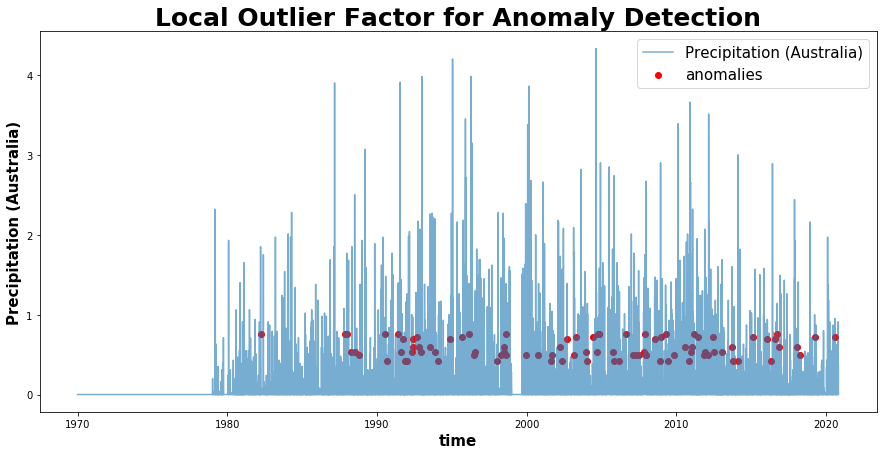 Local Outlier Factor for Anomaly Detection
Precipitation (Australia)
anomalies
Precipitation (Australia)
4
3
2
1
0
1970 1980 1990 2000 2010 2020
time